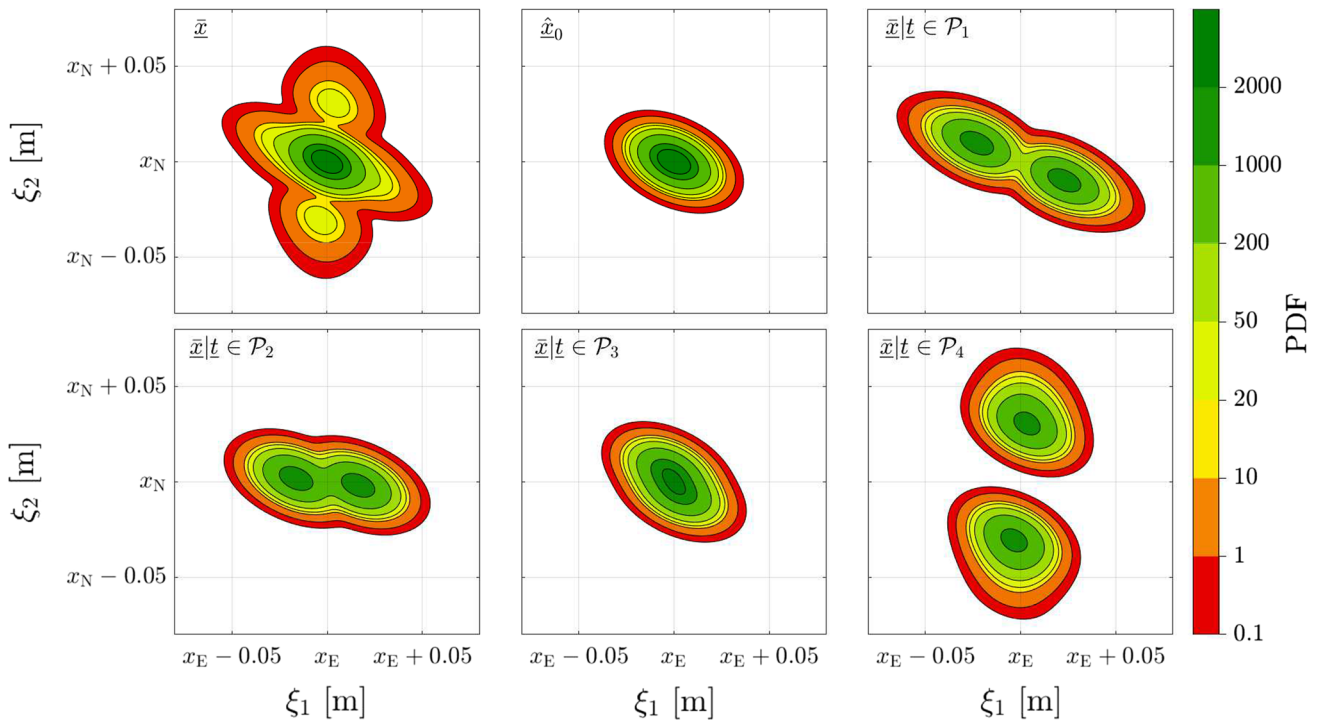 x̲̄
x̲̂₀
x̲̄|t̲ ∈ 𝒫₁
x_N + 0.05
x_N
x_N − 0.05
ξ₂ [m]
x̲̄|t̲ ∈ 𝒫₂
x̲̄|t̲ ∈ 𝒫₃
x̲̄|t̲ ∈ 𝒫₄
x_N + 0.05
x_N
x_N − 0.05
ξ₂ [m]
x_E − 0.05 x_E x_E + 0.05
x_E − 0.05 x_E x_E + 0.05
x_E − 0.05 x_E x_E + 0.05
ξ₁ [m]
ξ₁ [m]
ξ₁ [m]
2000
1000
200
50
20
10
1
0.1
PDF